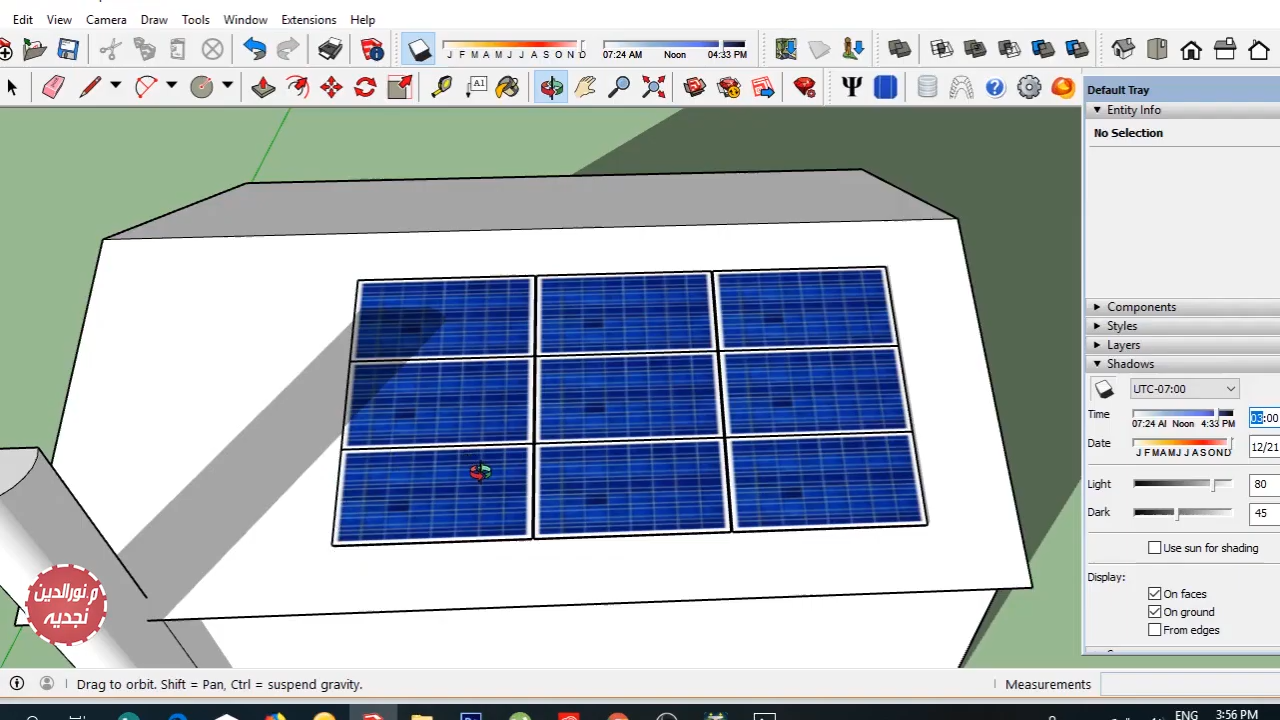 Edit View Camera Draw Tools Window Extensions Help
J F M A M J J A S O N D 07:24 AM Noon 04:33 PM
AI
Default Tray
Entity Info
No Selection
Components
Styles
Layers
Shadows
UTC-07:00
Time 07:24 AI Noon 4:33 PM :00
Date J F M A M J J A S O N D 12/21
Light 80
Dark 45
Use sun for shading
Display:
On faces
On ground
From edges
م.نورالدين
نجديه
Drag to orbit. Shift = Pan, Ctrl = suspend gravity. Measurements
ENG 3:56 PM